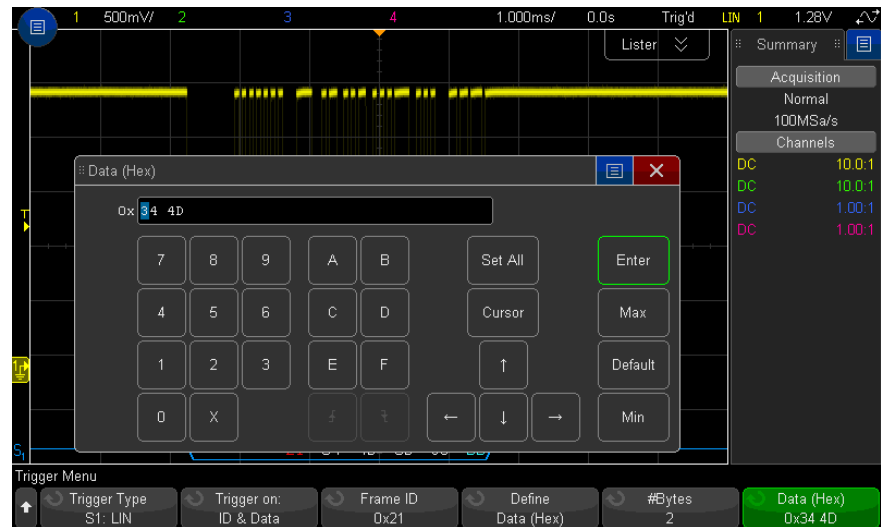 1 500mV/ 2 3 4 1.000ms/ 0.0s Trig'd LIN 1 1.28V
Lister
Summary
Acquisition
Normal
100MSa/s
Channels
DC 10.0:1
DC 10.0:1
DC 1.00:1
DC 1.00:1
T
Data (Hex)
0x 34 4D
7 8 9 A B Set All Enter
4 5 6 C D Cursor Max
1 2 3 E F ↑ Default
0 X ← ↓ → Min
S1
Trigger Menu
Trigger Type Trigger on: Frame ID Define #Bytes Data (Hex)
S1: LIN ID & Data 0x21 Data (Hex) 2 0x34 4D